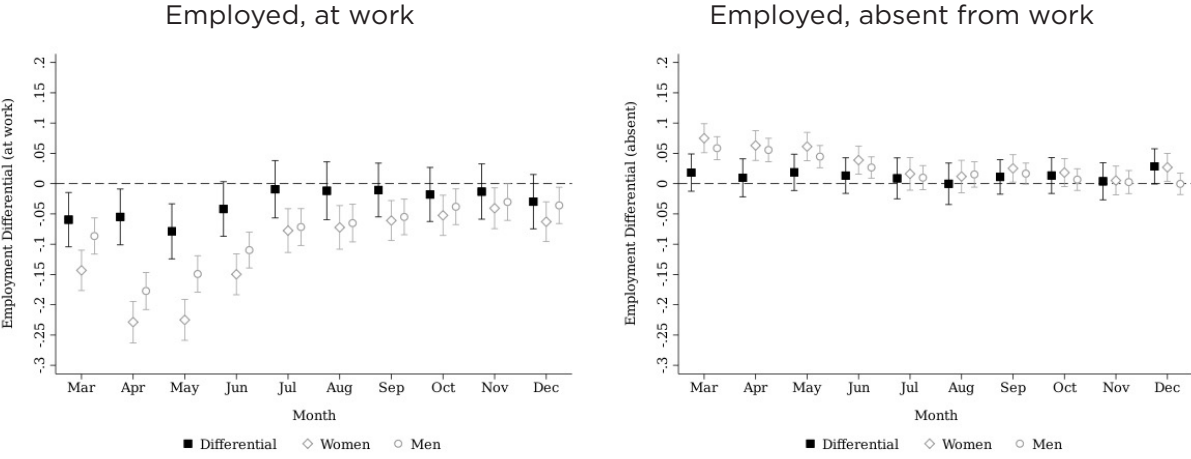 Employed, at work
Employment Differential (at work)
.2
.15
.1
.05
0
-.05
-.1
-.15
-.2
-.25
-.3
Mar Apr May Jun Jul Aug Sep Oct Nov Dec
Month
Differential Women Men
Employed, absent from work
Employment Differential (absent)
.2
.15
.1
.05
0
-.05
-.1
-.15
-.2
-.25
-.3
Mar Apr May Jun Jul Aug Sep Oct Nov Dec
Month
Differential Women Men